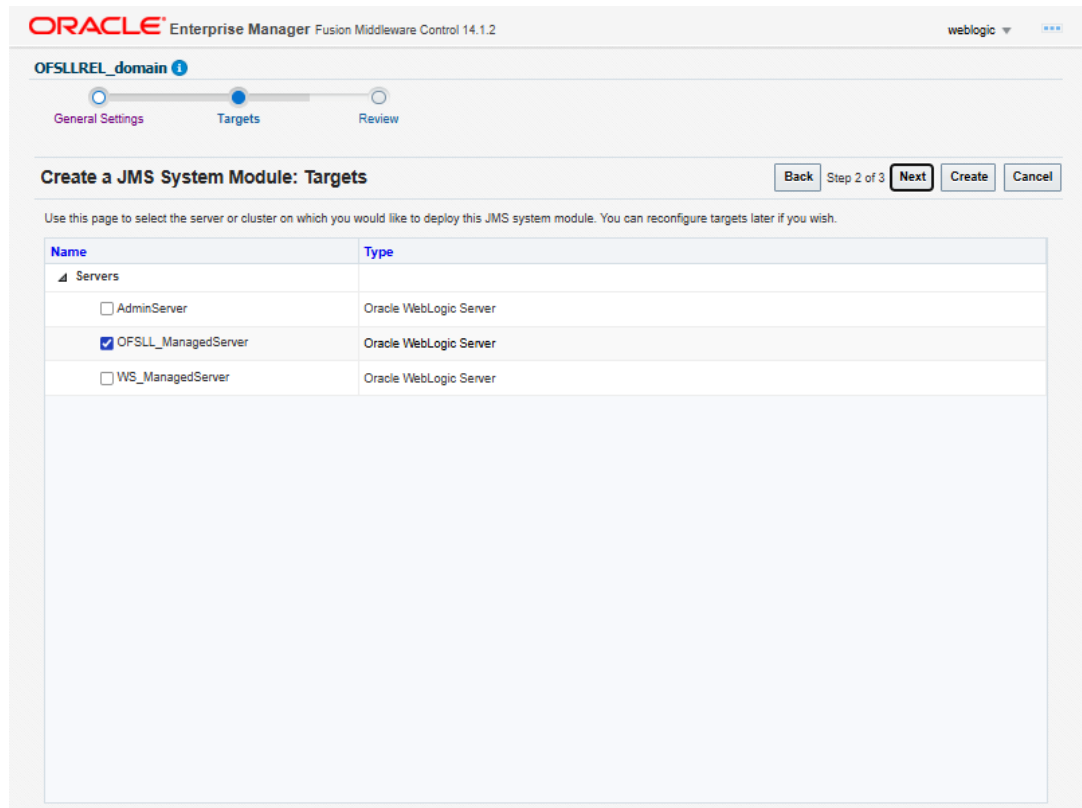 ORACLE Enterprise Manager Fusion Middleware Control 14.1.2 weblogic
OFSLLREL_domain
General Settings Targets Review
Create a JMS System Module: Targets Back Step 2 of 3 Next Create Cancel
Use this page to select the server or cluster on which you would like to deploy this JMS system module. You can reconfigure targets later if you wish.
Name Type
Servers
AdminServer Oracle WebLogic Server
OFSLL_ManagedServer Oracle WebLogic Server
WS_ManagedServer Oracle WebLogic Server